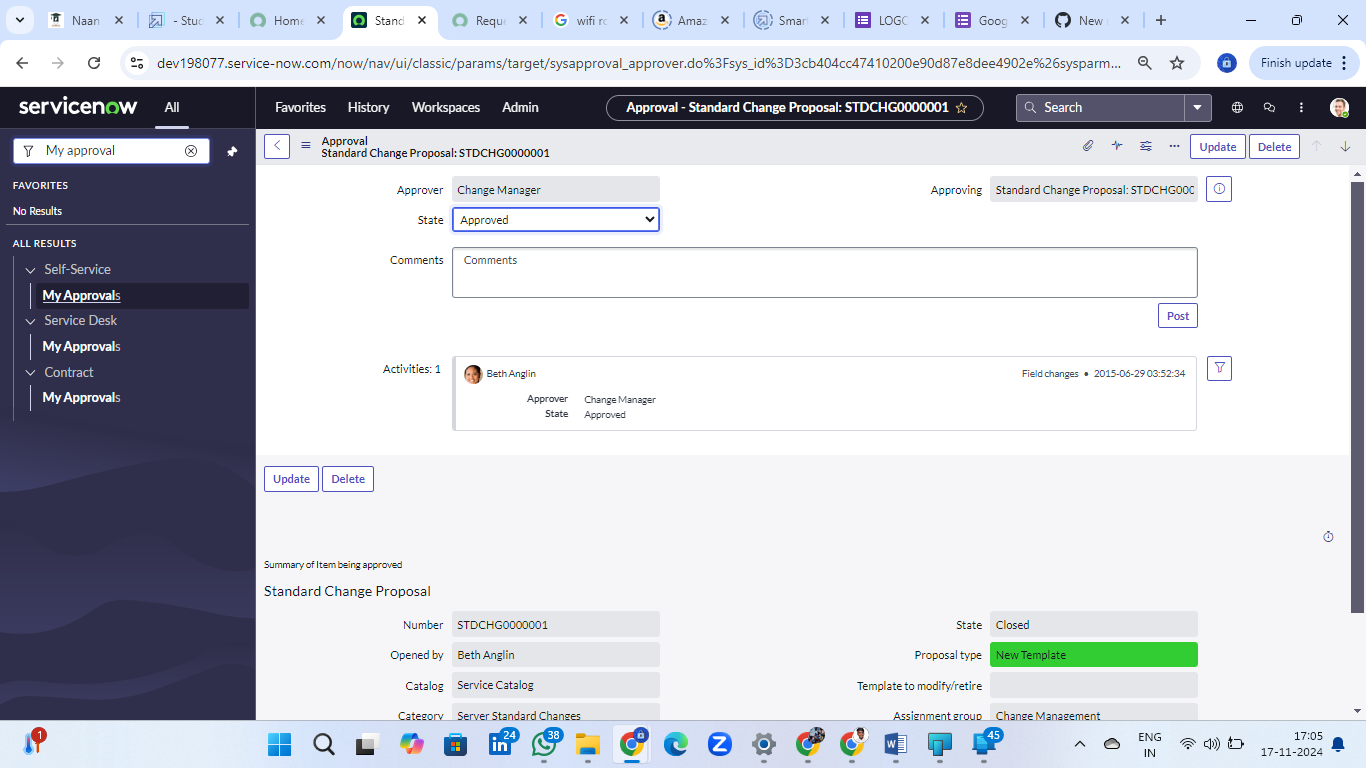 Naan
- Stuc
Home
Stand
Reque
wifi ro
Amaz
Smar
LOGO
Goog
New
dev198077.service-now.com/now/nav/ui/classic/params/target/sysapproval_approver.do%3Fsys_id%3D3cb404cc47410200e90d87e8dee4902e%26sysparm...
Finish update
servicenow
All
Favorites
History
Workspaces
Admin
Approval - Standard Change Proposal: STDCHG0000001
Search
My approval
FAVORITES
No Results
ALL RESULTS
Self-Service
My Approvals
Service Desk
My Approvals
Contract
My Approvals
Approval
Standard Change Proposal: STDCHG0000001
Update
Delete
Approver
Change Manager
Approving
Standard Change Proposal: STDCHG000
State
Approved
Comments
Comments
Post
Activities: 1
Beth Anglin
Field changes • 2015-06-29 03:52:34
Approver Change Manager
State Approved
Update
Delete
Summary of Item being approved
Standard Change Proposal
Number
STDCHG0000001
State
Closed
Opened by
Beth Anglin
Proposal type
New Template
Catalog
Service Catalog
Template to modify/retire
Category
Server Standard Changes
Assignment group
Change Management
1
24
38
45
ENG
IN
17:05
17-11-2024